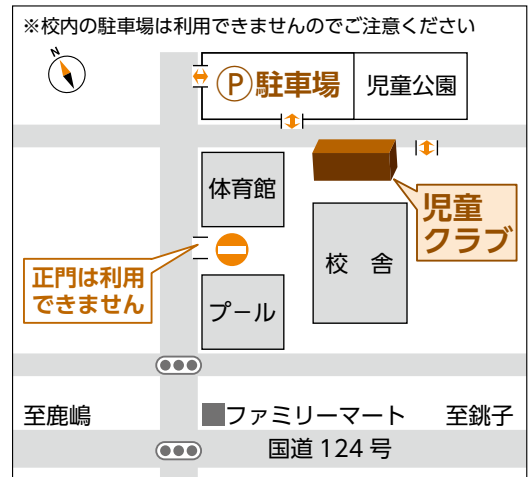 ※校内の駐車場は利用できませんのでご注意ください
N
P駐車場
児童公園
体育館
児童
クラブ
正門は利用
できません
校 舎
プール
至鹿嶋
ファミリーマート
至銚子
国道 124 号